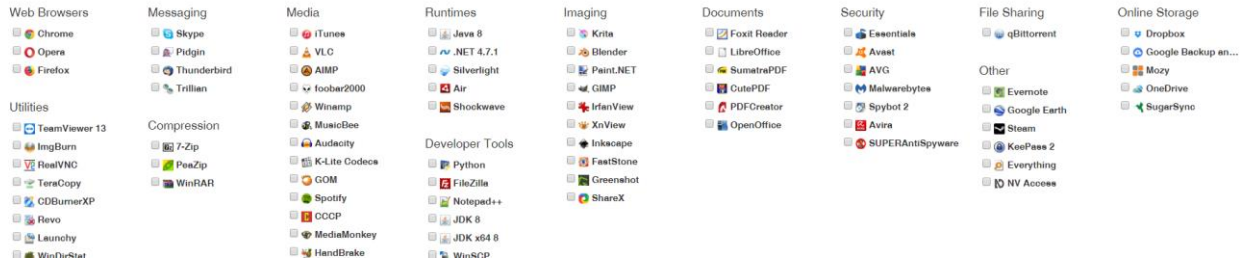 Web Browsers
Chrome
Opera
Firefox
Utilities
TeamViewer 13
ImgBurn
RealVNC
TeraCopy
CDBurnerXP
Revo
Launchy
WinDirStat
Messaging
Skype
Pidgin
Thunderbird
Trillian
Compression
7-Zip
PeaZip
WinRAR
Media
iTunes
VLC
AIMP
foobar2000
Winamp
MusicBee
Audacity
K-Lite Codecs
GOM
Spotify
CCCP
MediaMonkey
HandBrake
Runtimes
Java 8
.NET 4.7.1
Silverlight
Air
Shockwave
Developer Tools
Python
FileZilla
Notepad++
JDK 8
JDK x64 8
WinSCP
Imaging
Krita
Blender
Paint.NET
GIMP
IrfanView
XnView
Inkscape
FastStone
Greenshot
ShareX
Documents
Foxit Reader
LibreOffice
SumatraPDF
CutePDF
PDFCreator
OpenOffice
Security
Essentials
Avast
AVG
Malwarebytes
Spybot 2
Avira
SUPERAntiSpyware
File Sharing
qBittorrent
Other
Evernote
Google Earth
Steam
KeePass 2
Everything
NV Access
Online Storage
Dropbox
Google Backup an...
Mozy
OneDrive
SugarSync